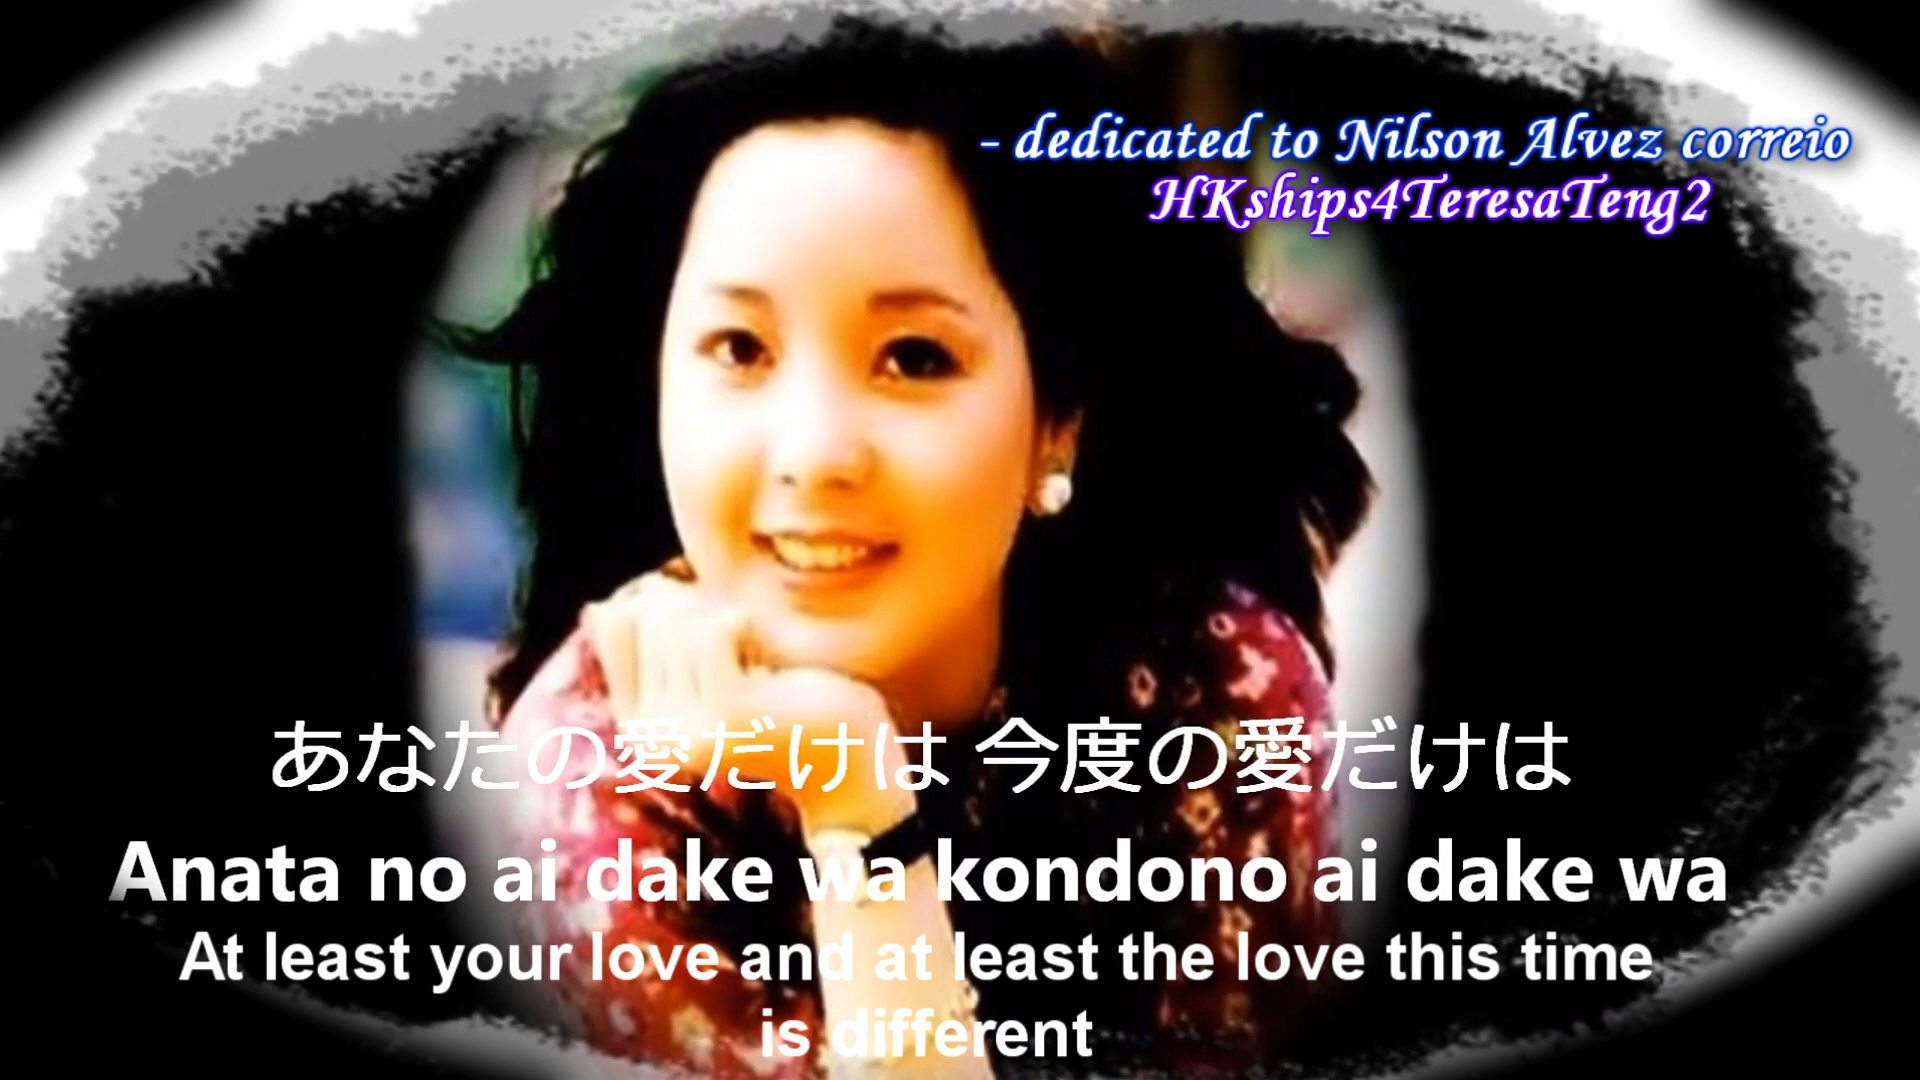 - dedicated to Nilson Alvez correio
HKships4TeresaTeng2
あなたの愛だけは 今度の愛だけは
Anata no ai dake wa kondono ai dake wa
At least your love and at least the love this time
is different